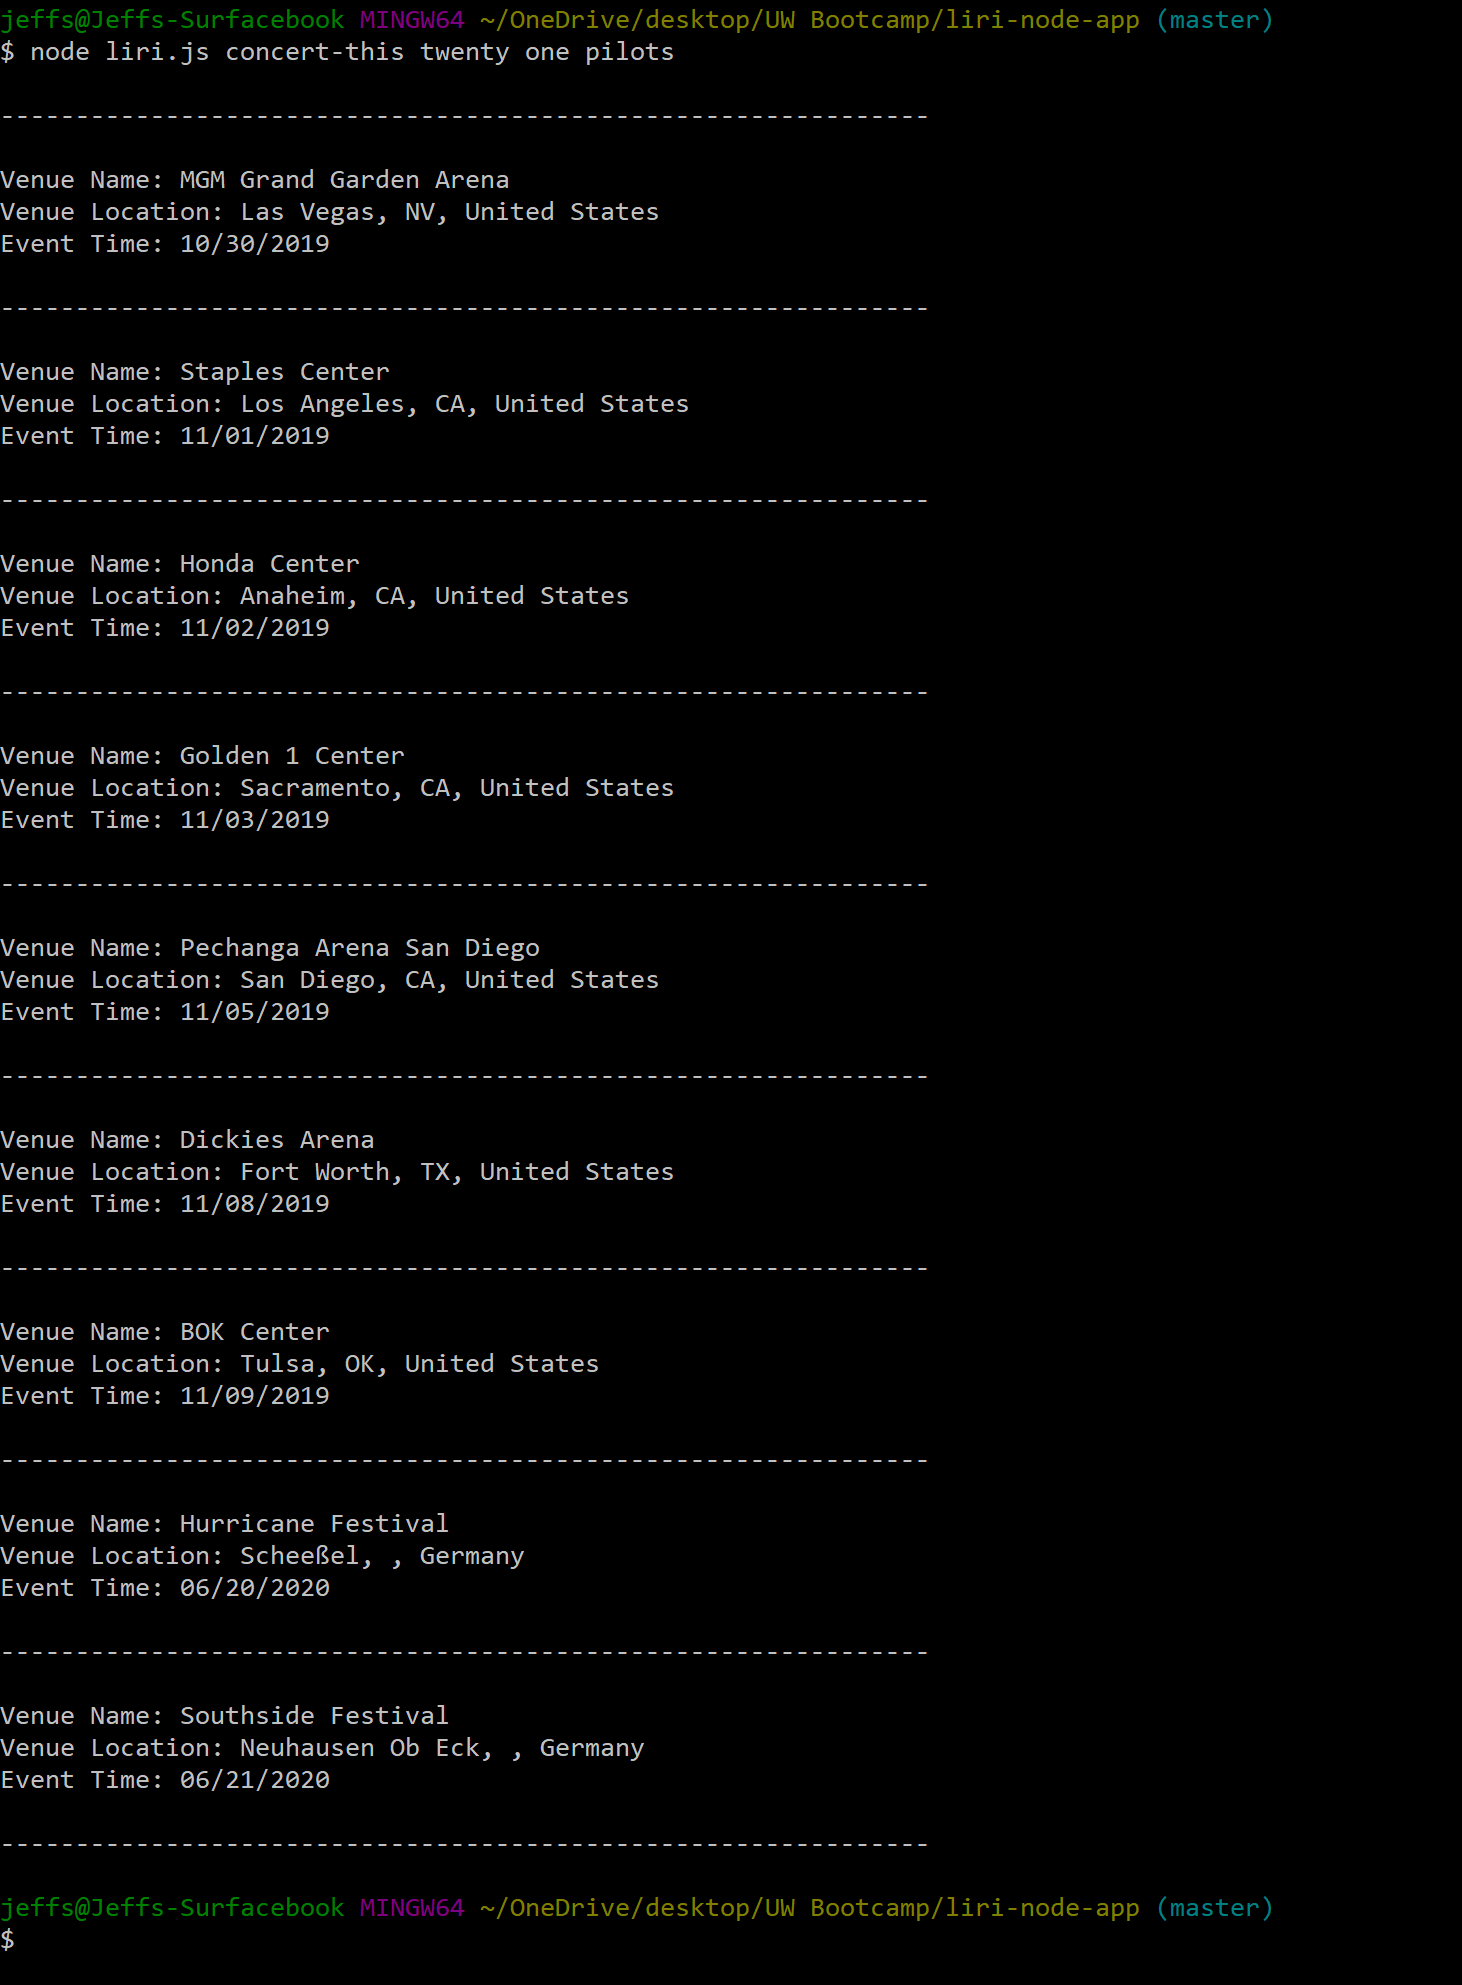 jeffs@Jeffs-Surfacebook MINGW64 ~/OneDrive/desktop/UW Bootcamp/liri-node-app (master)
$ node liri.js concert-this twenty one pilots
--------------------------------------------------------------
Venue Name: MGM Grand Garden Arena
Venue Location: Las Vegas, NV, United States
Event Time: 10/30/2019
--------------------------------------------------------------
Venue Name: Staples Center
Venue Location: Los Angeles, CA, United States
Event Time: 11/01/2019
--------------------------------------------------------------
Venue Name: Honda Center
Venue Location: Anaheim, CA, United States
Event Time: 11/02/2019
--------------------------------------------------------------
Venue Name: Golden 1 Center
Venue Location: Sacramento, CA, United States
Event Time: 11/03/2019
--------------------------------------------------------------
Venue Name: Pechanga Arena San Diego
Venue Location: San Diego, CA, United States
Event Time: 11/05/2019
--------------------------------------------------------------
Venue Name: Dickies Arena
Venue Location: Fort Worth, TX, United States
Event Time: 11/08/2019
--------------------------------------------------------------
Venue Name: BOK Center
Venue Location: Tulsa, OK, United States
Event Time: 11/09/2019
--------------------------------------------------------------
Venue Name: Hurricane Festival
Venue Location: Scheeßel, , Germany
Event Time: 06/20/2020
--------------------------------------------------------------
Venue Name: Southside Festival
Venue Location: Neuhausen Ob Eck, , Germany
Event Time: 06/21/2020
--------------------------------------------------------------
jeffs@Jeffs-Surfacebook MINGW64 ~/OneDrive/desktop/UW Bootcamp/liri-node-app (master)
$